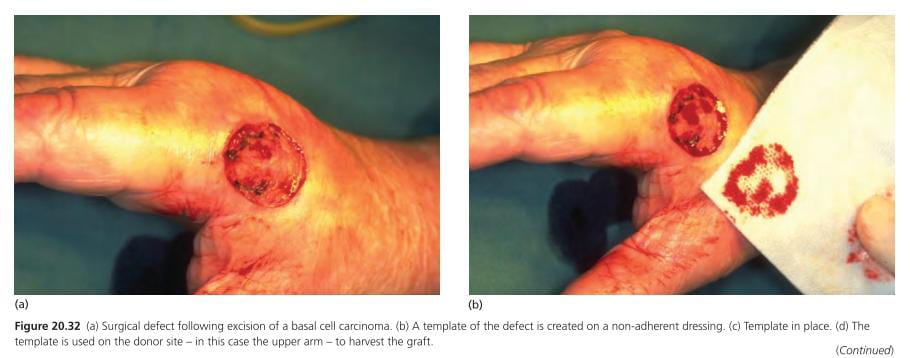 (a)
(b)
Figure 20.32 (a) Surgical defect following excision of a basal cell carcinoma. (b) A template of the defect is created on a non-adherent dressing. (c) Template in place. (d) The
template is used on the donor site – in this case the upper arm – to harvest the graft.
(Continued)